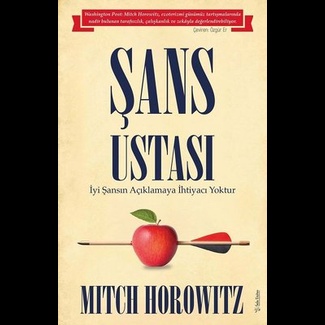 Washington Post: Mitch Horowitz, ezoterizmi günümüz tartışmalarında
nadir bulunan tarafsızlık, çalışkanlık ve zekâyla değerlendirebiliyor.
Çeviren: Özgür Er
ŞANS
USTASI
İyi Şansın Açıklamaya İhtiyacı Yoktur
MITCH HOROWITZ